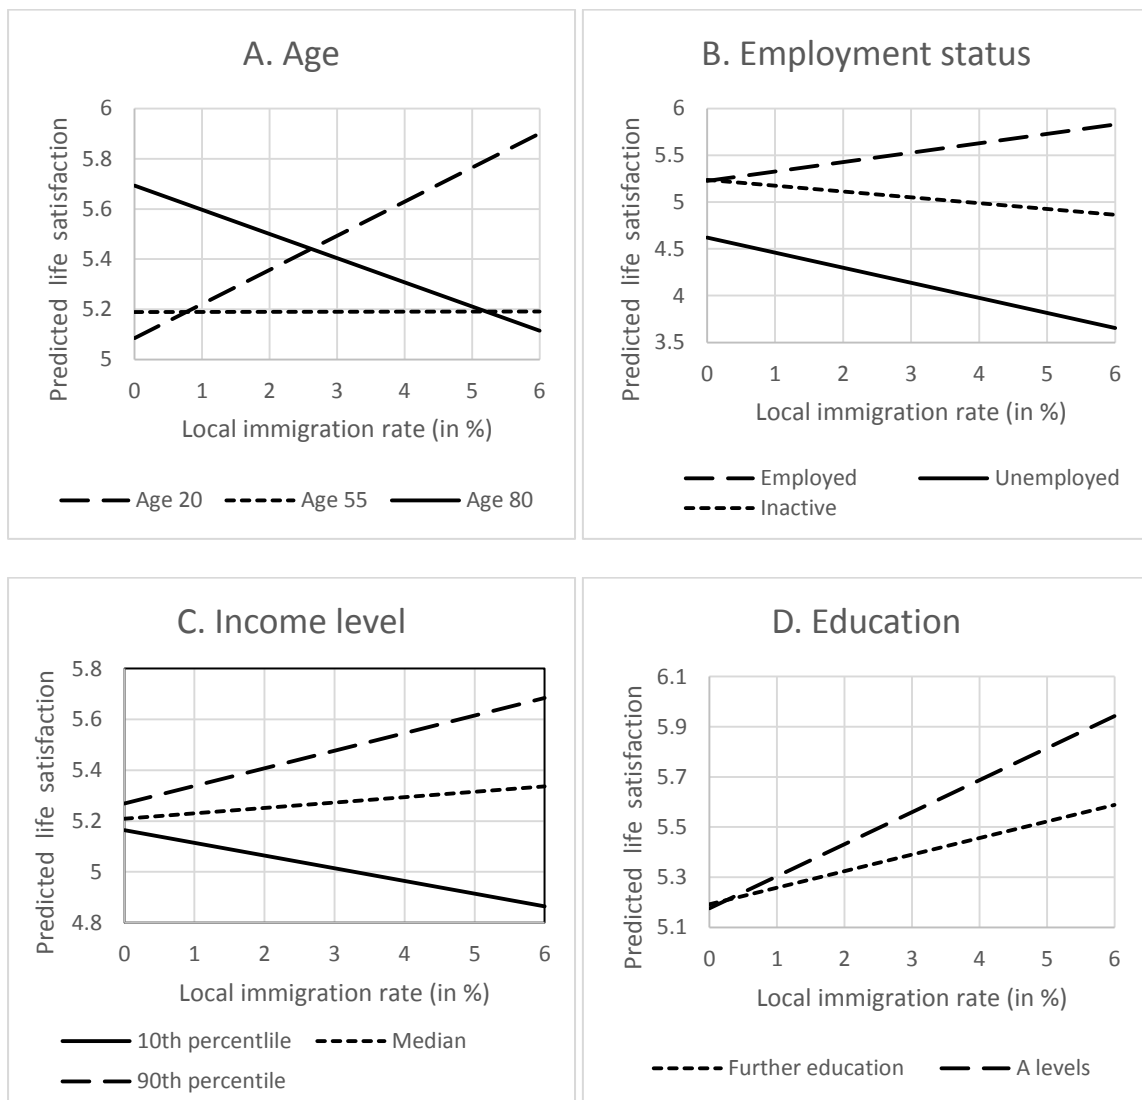 A. Age
Predicted life satisfaction
6
5.8
5.6
5.4
5.2
5
0 1 2 3 4 5 6
Local immigration rate (in %)
Age 20 Age 55 Age 80
B. Employment status
Predicted life satisfaction
6
5.5
5
4.5
4
3.5
0 1 2 3 4 5 6
Local immigration rate (in %)
Employed Unemployed
Inactive
C. Income level
Predicted life satisfaction
5.8
5.6
5.4
5.2
5
4.8
0 1 2 3 4 5 6
Local immigration rate (in %)
10th percentlile Median
90th percentile
D. Education
Predicted life satisfaction
6.1
5.9
5.7
5.5
5.3
5.1
0 1 2 3 4 5 6
Local immigration rate (in %)
Further education A levels